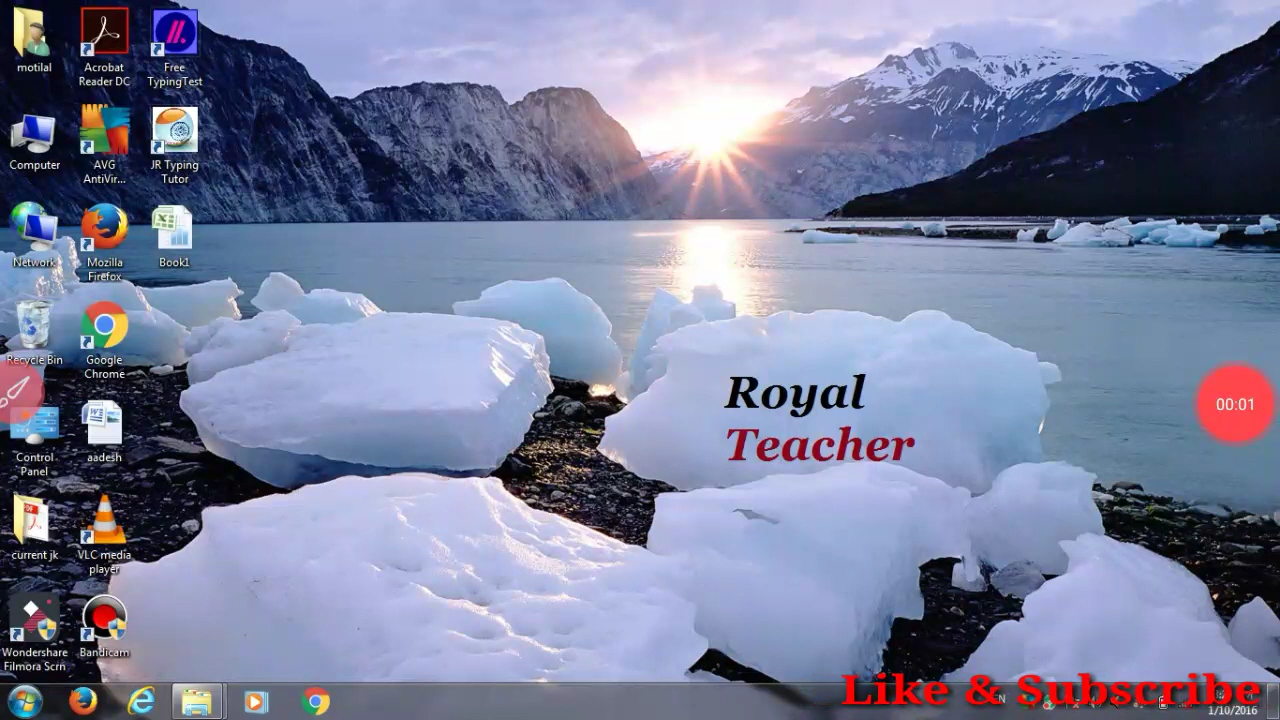 motilal
Acrobat
Reader DC
Free
TypingTest
Computer
AVG
AntiVir...
JR Typing
Tutor
Network
Mozilla
Firefox
Book1
Recycle Bin
Google
Chrome
Control
Panel
aadesh
current jk
VLC media
player
Wondershare
Filmora Scrn
Bandicam
Royal
Teacher
00:01
Like & Subscribe
1/10/2016